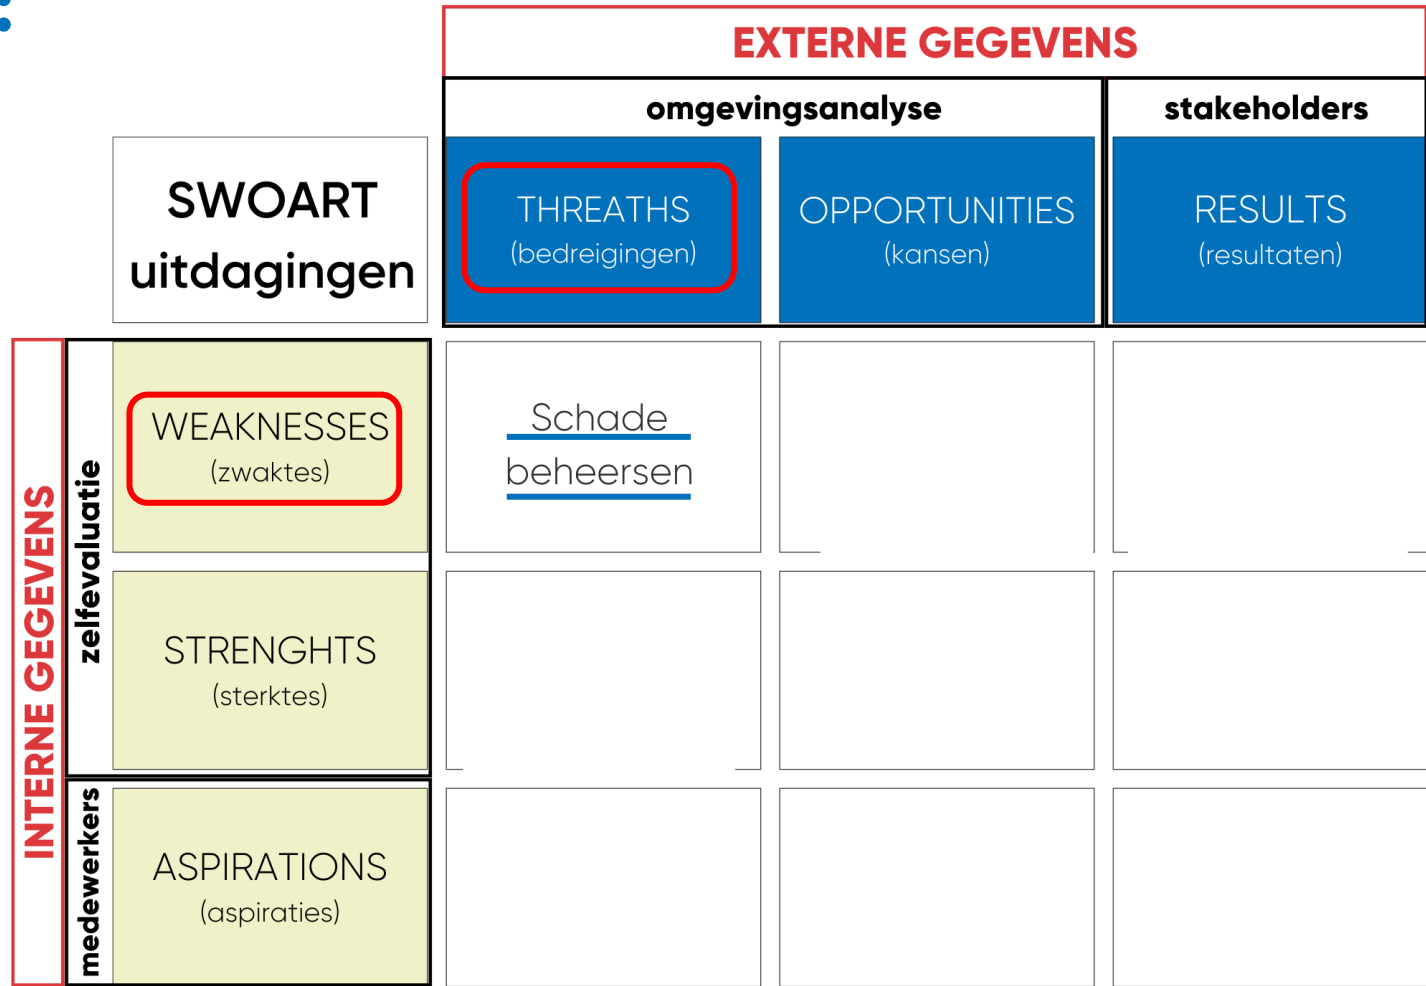 EXTERNE GEGEVENS
omgevingsanalyse
stakeholders
SWOART
uitdagingen
THREATHS
(bedreigingen)
OPPORTUNITIES
(kansen)
RESULTS
(resultaten)
INTERNE GEGEVENS
zelfevaluatie
WEAKNESSES
(zwaktes)
Schade
beheersen
STRENGHTS
(sterktes)
medewerkers
ASPIRATIONS
(aspiraties)